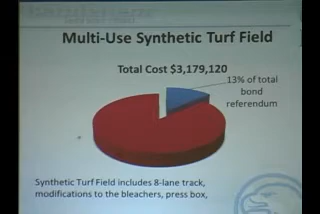 Multi-Use Synthetic Turf Field
Total Cost $3,179,120
13% of total
bond
referendum
Synthetic Turf Field includes 8-lane track,
modifications to the bleachers, press box,